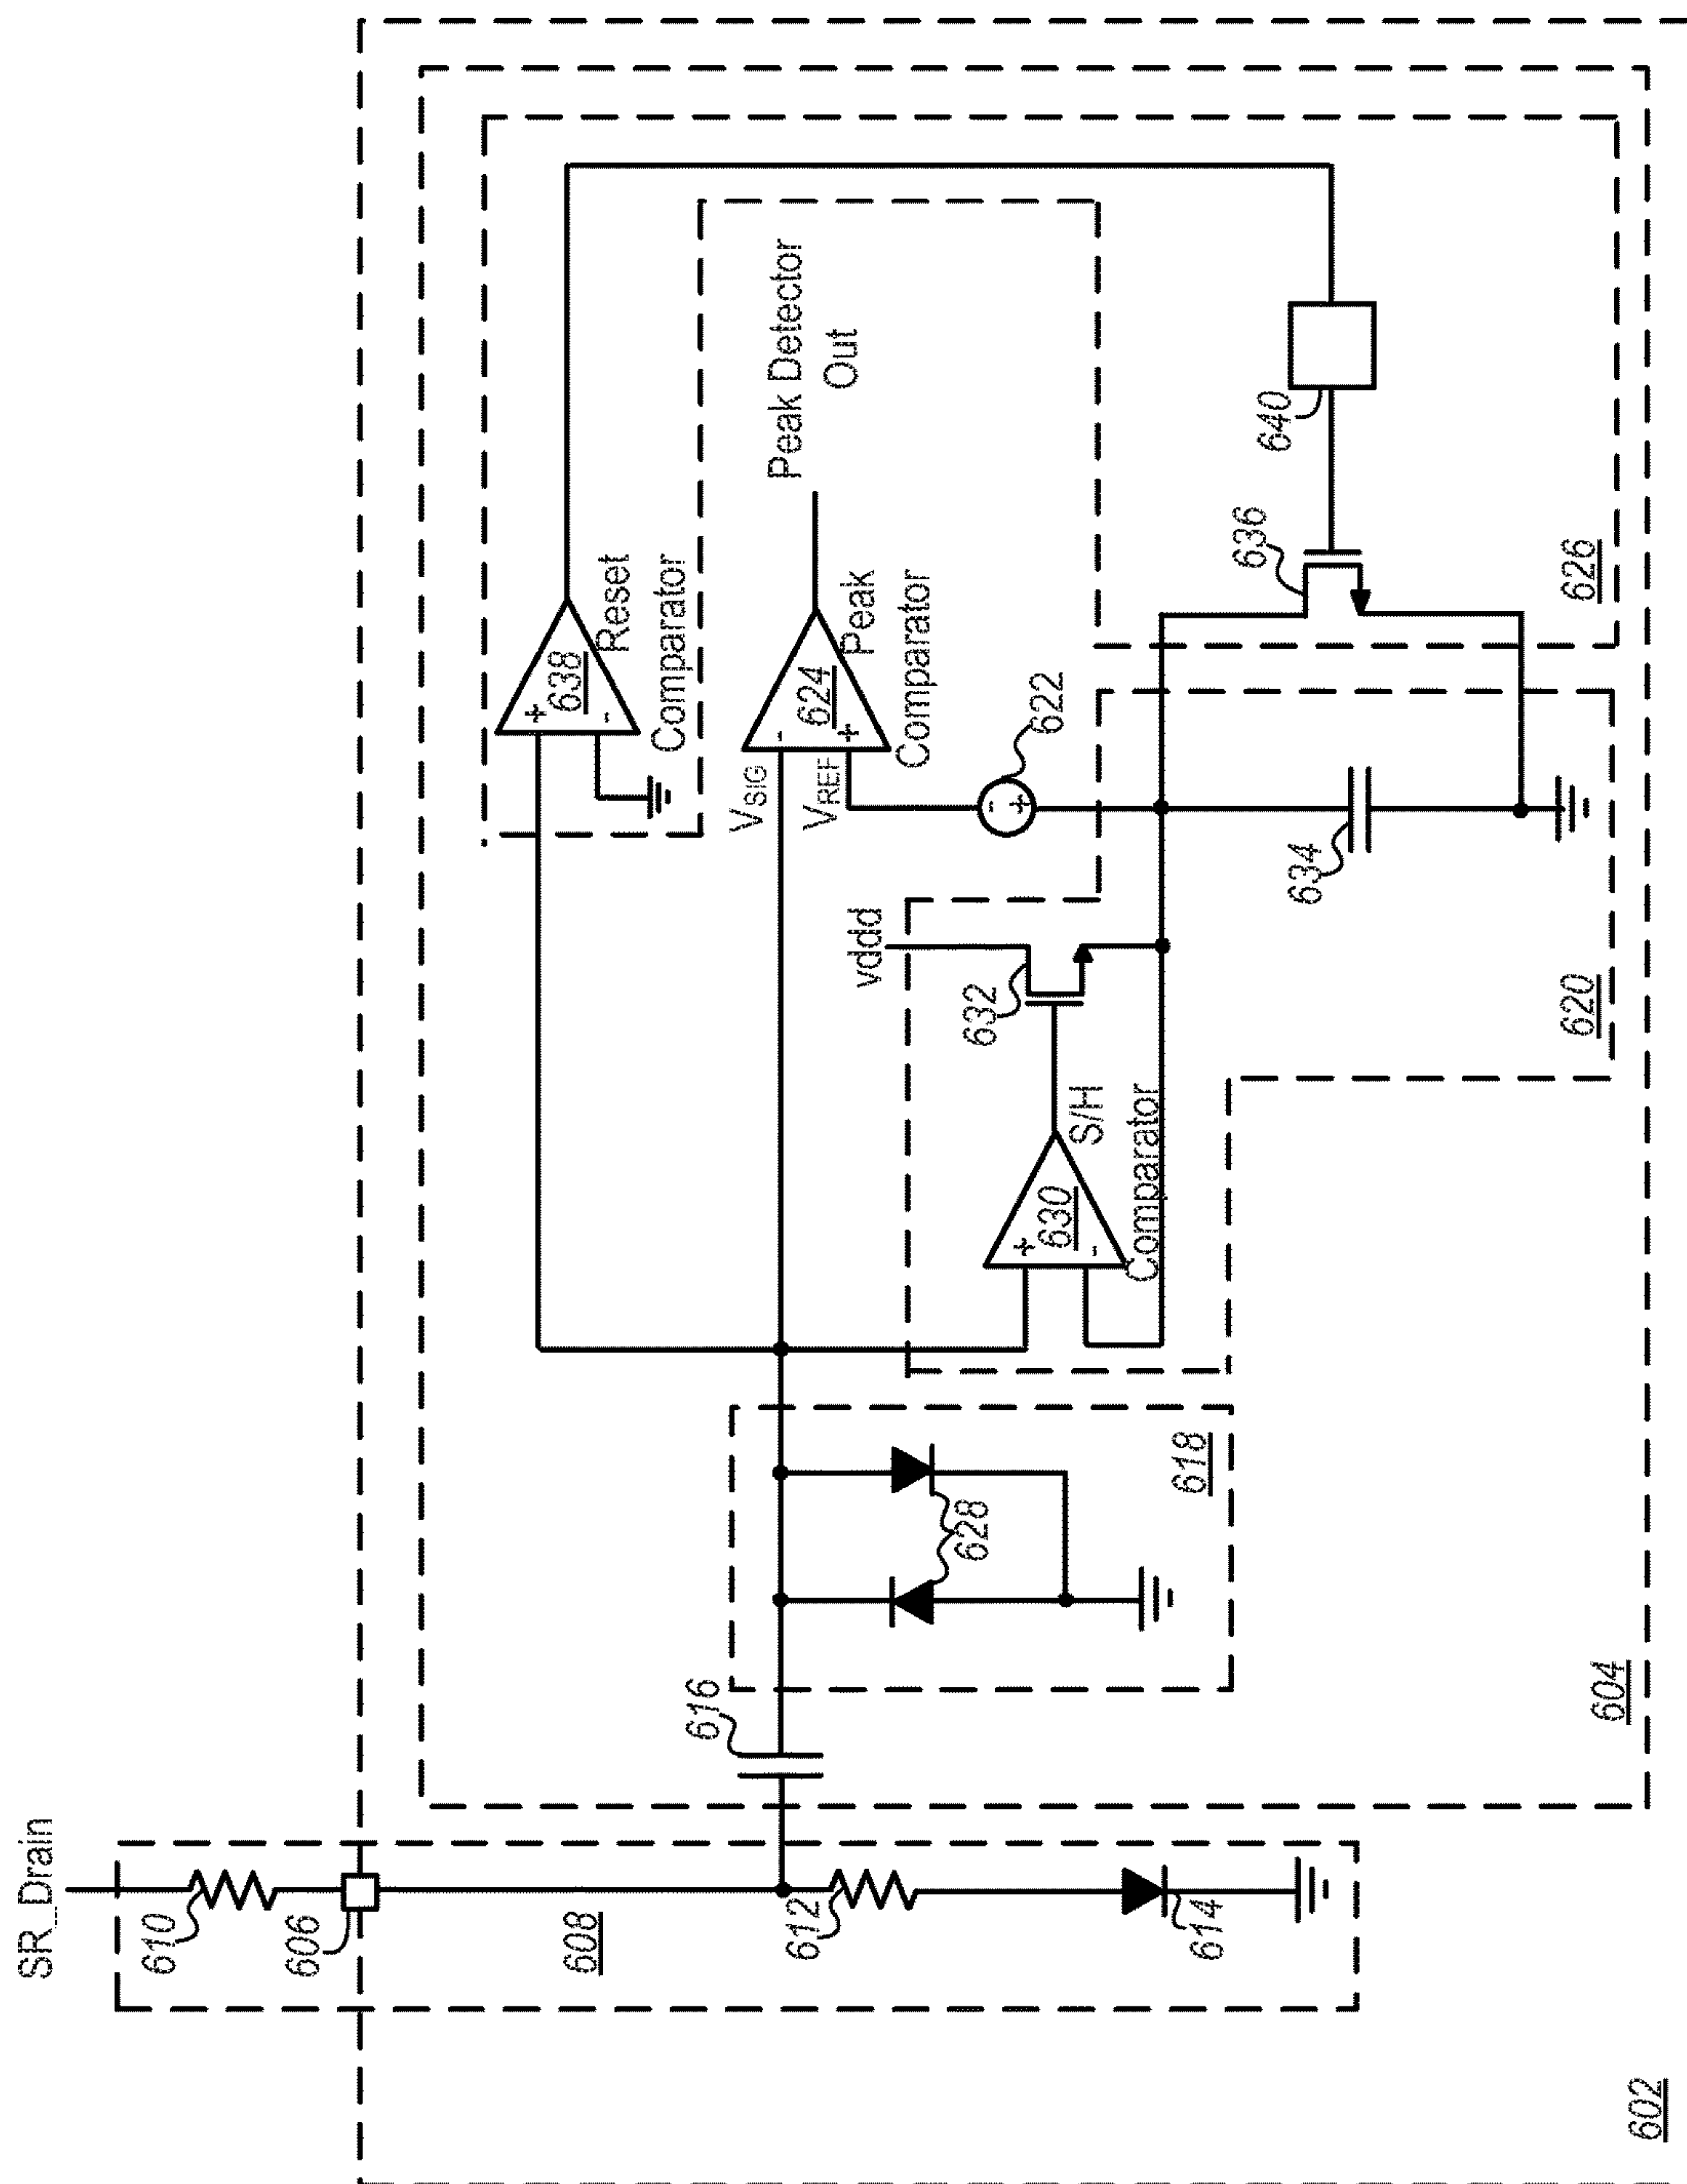 SR_Drain
610
606
608
612
614
616
618
628
604
602
Reset
Comparator
638
+
-
V_SIG
V_REF
-
+
624
Peak
Comparator
Peak Detector
Out
622
-
+
vddd
632
S/H
Comparator
630
+
-
634
620
636
640
626